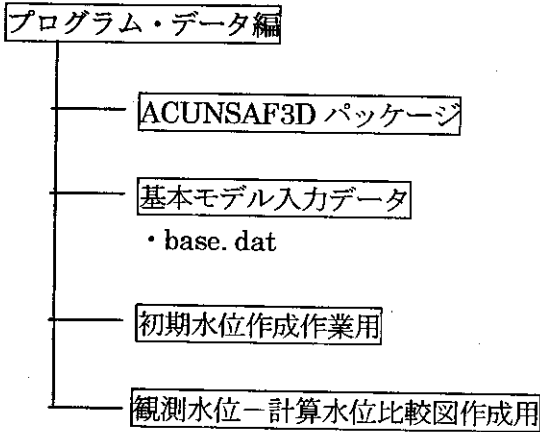 プログラム・データ編
ACUNSAF3D パッケージ
基本モデル入力データ
・base. dat
初期水位作成作業用
観測水位－計算水位比較図作成用